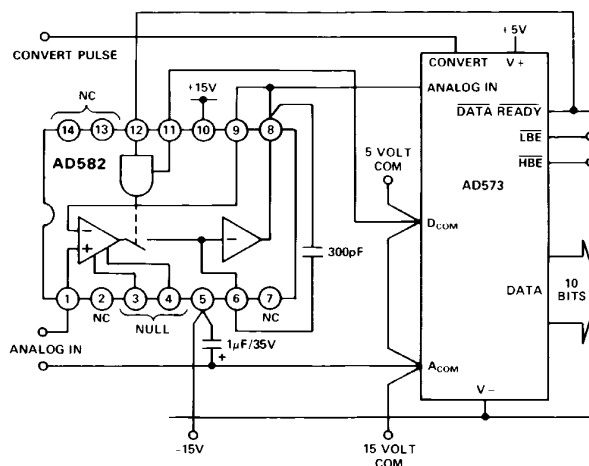 CONVERT PULSE
+5V
CONVERT
V+
NC
+15V
ANALOG IN
14
13
12
11
10
9
8
DATA READY
AD582
LBE
5 VOLT
COM
HBE
AD573
DCOM
300pF
10
BITS
DATA
1
2
3
4
5
6
7
NC
NULL
NC
ANALOG IN
1μF/35V
+
ACOM
V−
-15V
15 VOLT
COM